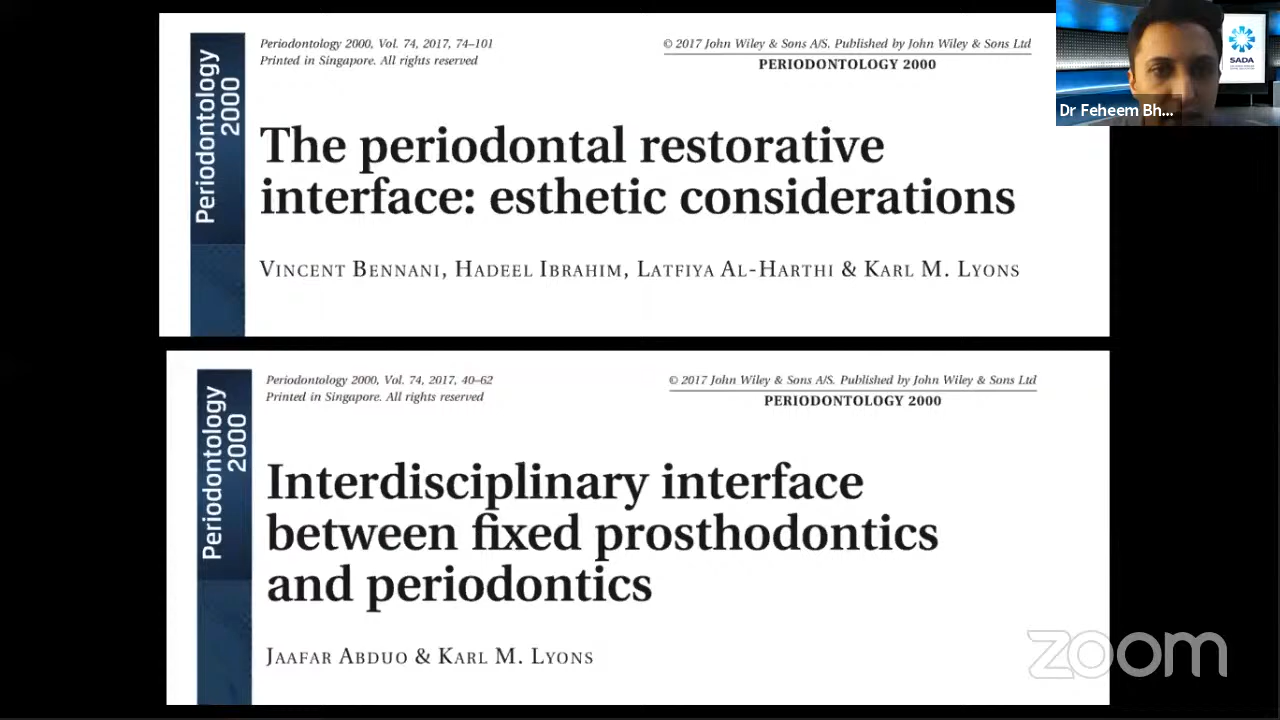 Periodontology
2000
Periodontology 2000, Vol. 74, 2017, 74–101
Printed in Singapore. All rights reserved
© 2017 John Wiley & Sons A/S. Published by John Wiley & Sons Ltd
PERIODONTOLOGY 2000
The periodontal restorative
interface: esthetic considerations
VINCENT BENNANI, HADEEL IBRAHIM, LATFIYA AL-HARTHI & KARL M. LYONS
SADA
Dr Feheem Bh...
Periodontology
2000
Periodontology 2000, Vol. 74, 2017, 40–62
Printed in Singapore. All rights reserved
© 2017 John Wiley & Sons A/S. Published by John Wiley & Sons Ltd
PERIODONTOLOGY 2000
Interdisciplinary interface
between fixed prosthodontics
and periodontics
JAAFAR ABDUO & KARL M. LYONS
zoom